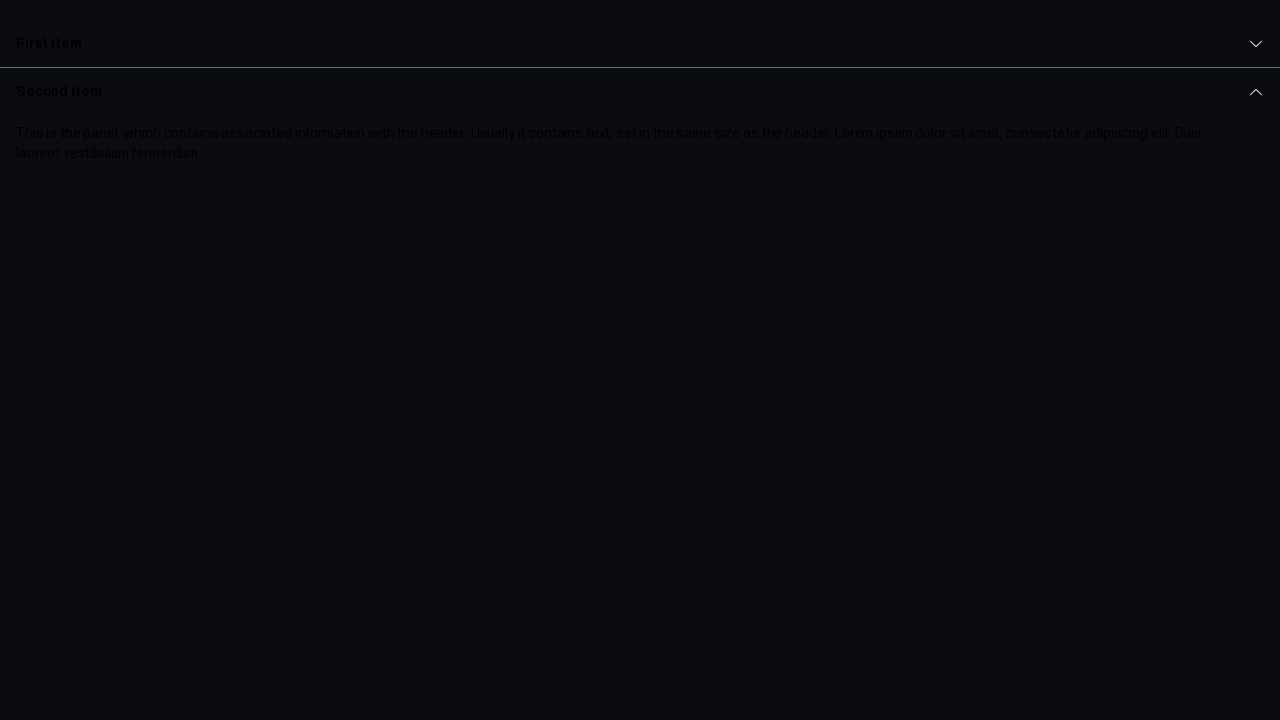 First item
Second item
This is the panel, which contains associated information with the header. Usually it contains text, set in the same size as the header. Lorem ipsum dolor sit amet, consectetur adipiscing elit. Duis
laoreet vestibulum fermentum.